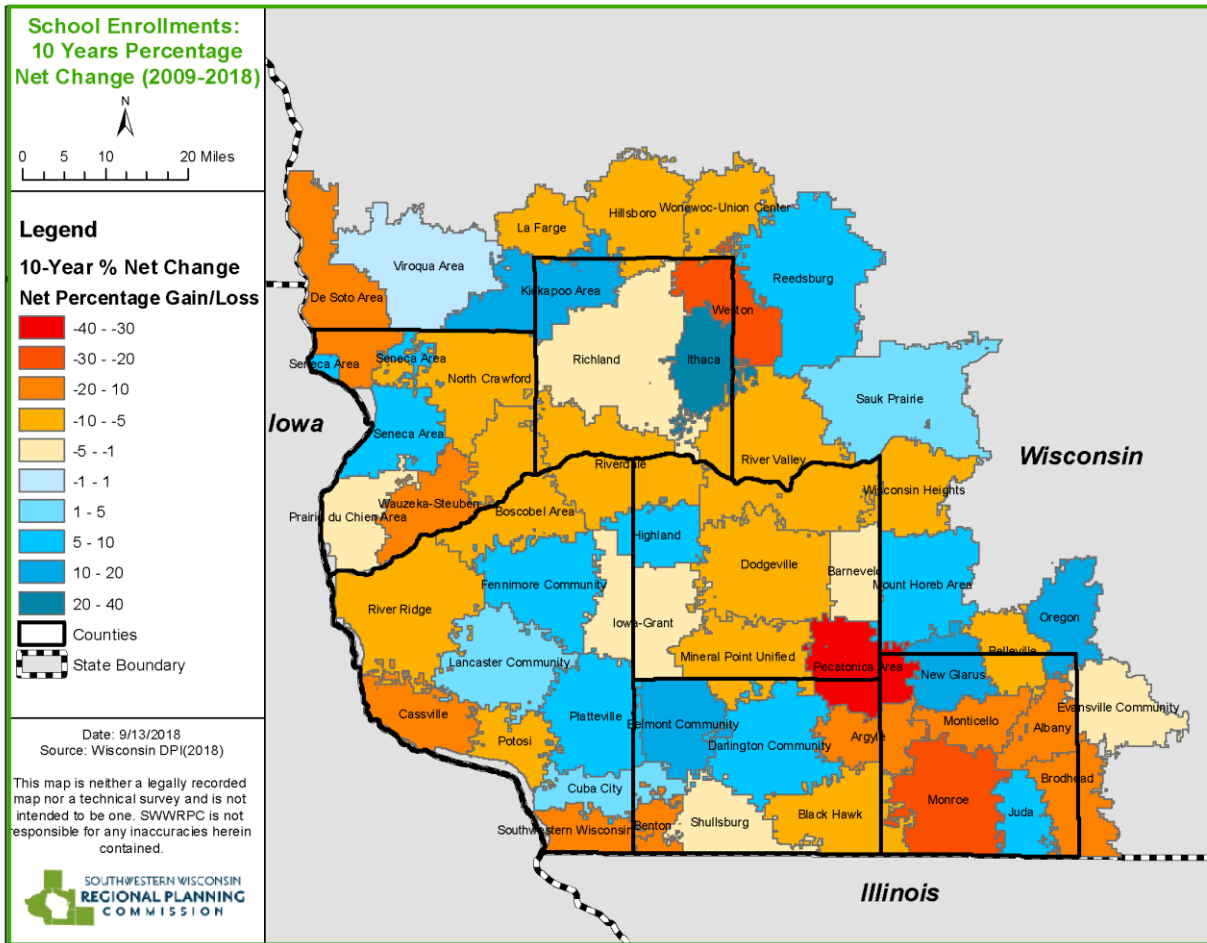 School Enrollments:
10 Years Percentage
Net Change (2009-2018)
N
0 5 10 20 Miles
Legend
10-Year % Net Change
Net Percentage Gain/Loss
-40 - -30
-30 - -20
-20 - 10
-10 - -5
-5 - -1
-1 - 1
1 - 5
5 - 10
10 - 20
20 - 40
Counties
State Boundary
Date: 9/13/2018
Source: Wisconsin DPI(2018)
This map is neither a legally recorded
map nor a technical survey and is not
intended to be one. SWWRPC is not
responsible for any inaccuracies herein
contained.
SOUTHWESTERN WISCONSIN
REGIONAL PLANNING
COMMISSION
Hillsboro
Wonewoc-Union Center
La Farge
Viroqua Area
Reedsburg
De Soto Area
Kickapoo Area
Weston
Seneca Area
Seneca Area
Richland
Ithaca
North Crawford
Sauk Prairie
Iowa
Seneca Area
Wisconsin
Riverdale
River Valley
Wisconsin Heights
Wauzeka-Steuben
Prairie du Chien Area
Boscobel Area
Highland
Dodgeville
Barneveld
Fennimore Community
Mount Horeb Area
River Ridge
Iowa-Grant
Oregon
Belleville
Lancaster Community
Mineral Point Unified
Pecatonica Area
New Glarus
Evansville Community
Cassville
Platteville
Belmont Community
Monticello
Albany
Potosi
Darlington Community
Argyle
Brodhead
Cuba City
Monroe
Juda
Southwestern Wisconsin
Benton
Shullsburg
Black Hawk
Illinois